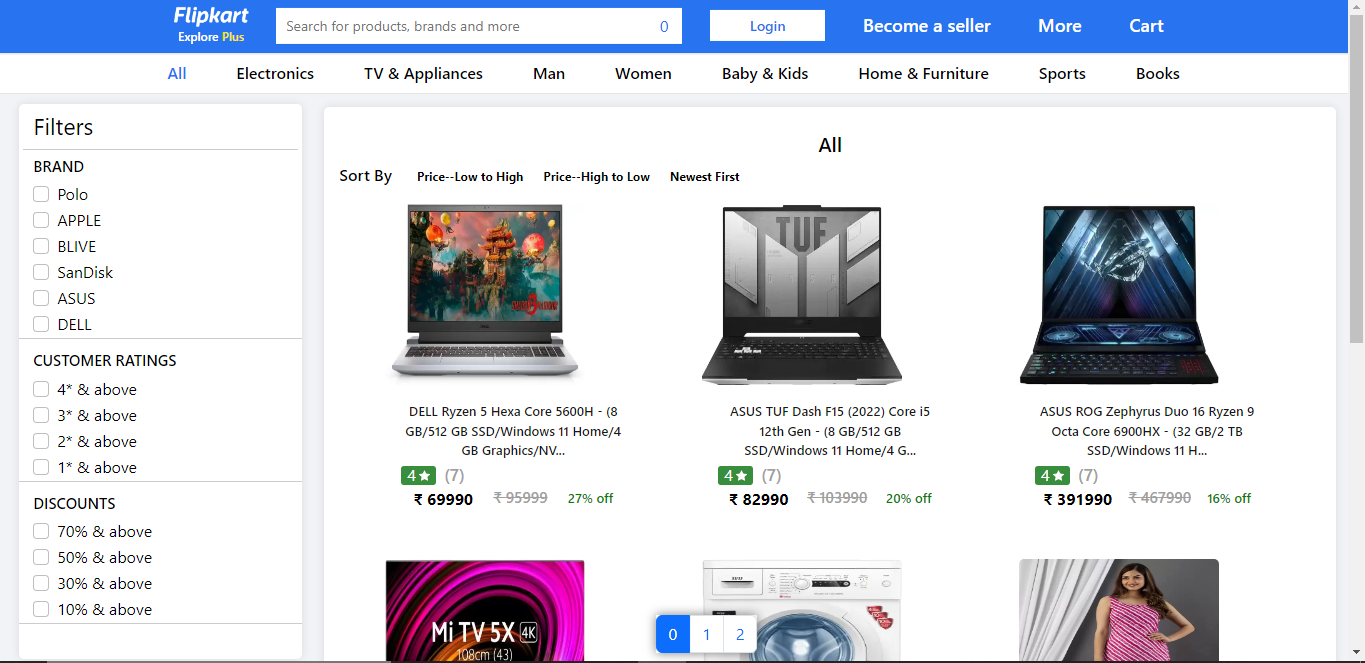 Flipkart
Explore Plus
Search for products, brands and more
0
Login
Become a seller
More
Cart
All
Electronics
TV & Appliances
Man
Women
Baby & Kids
Home & Furniture
Sports
Books
Filters
BRAND
Polo
APPLE
BLIVE
SanDisk
ASUS
DELL
CUSTOMER RATINGS
4* & above
3* & above
2* & above
1* & above
DISCOUNTS
70% & above
50% & above
30% & above
10% & above
All
Sort By
Price--Low to High
Price--High to Low
Newest First
DELL Ryzen 5 Hexa Core 5600H - (8
GB/512 GB SSD/Windows 11 Home/4
GB Graphics/NV...
4★ (7)
₹ 69990 ₹ 95999 27% off
TUF
ASUS TUF Dash F15 (2022) Core i5
12th Gen - (8 GB/512 GB
SSD/Windows 11 Home/4 G...
4★ (7)
₹ 82990 ₹ 103990 20% off
ASUS ROG Zephyrus Duo 16 Ryzen 9
Octa Core 6900HX - (32 GB/2 TB
SSD/Windows 11 H...
4★ (7)
₹ 391990 ₹ 467990 16% off
Mi TV 5X 4K
108cm (43)
0 1 2